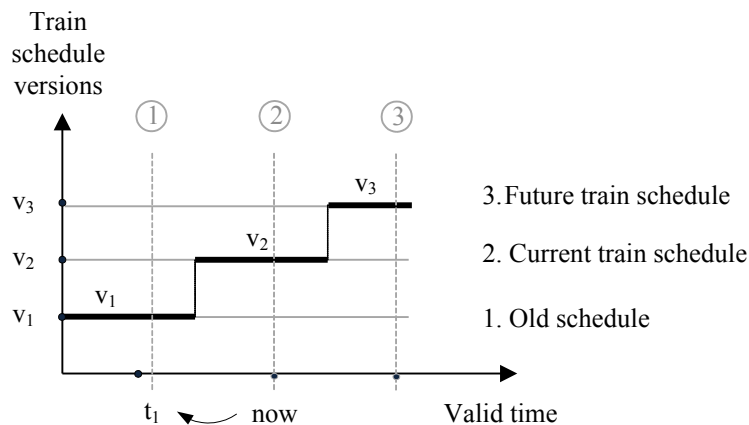 Train
schedule
versions
1 2 3
v3
v3 3.Future train schedule
v2
v2 2. Current train schedule
v1
v1 1. Old schedule
t1 now Valid time